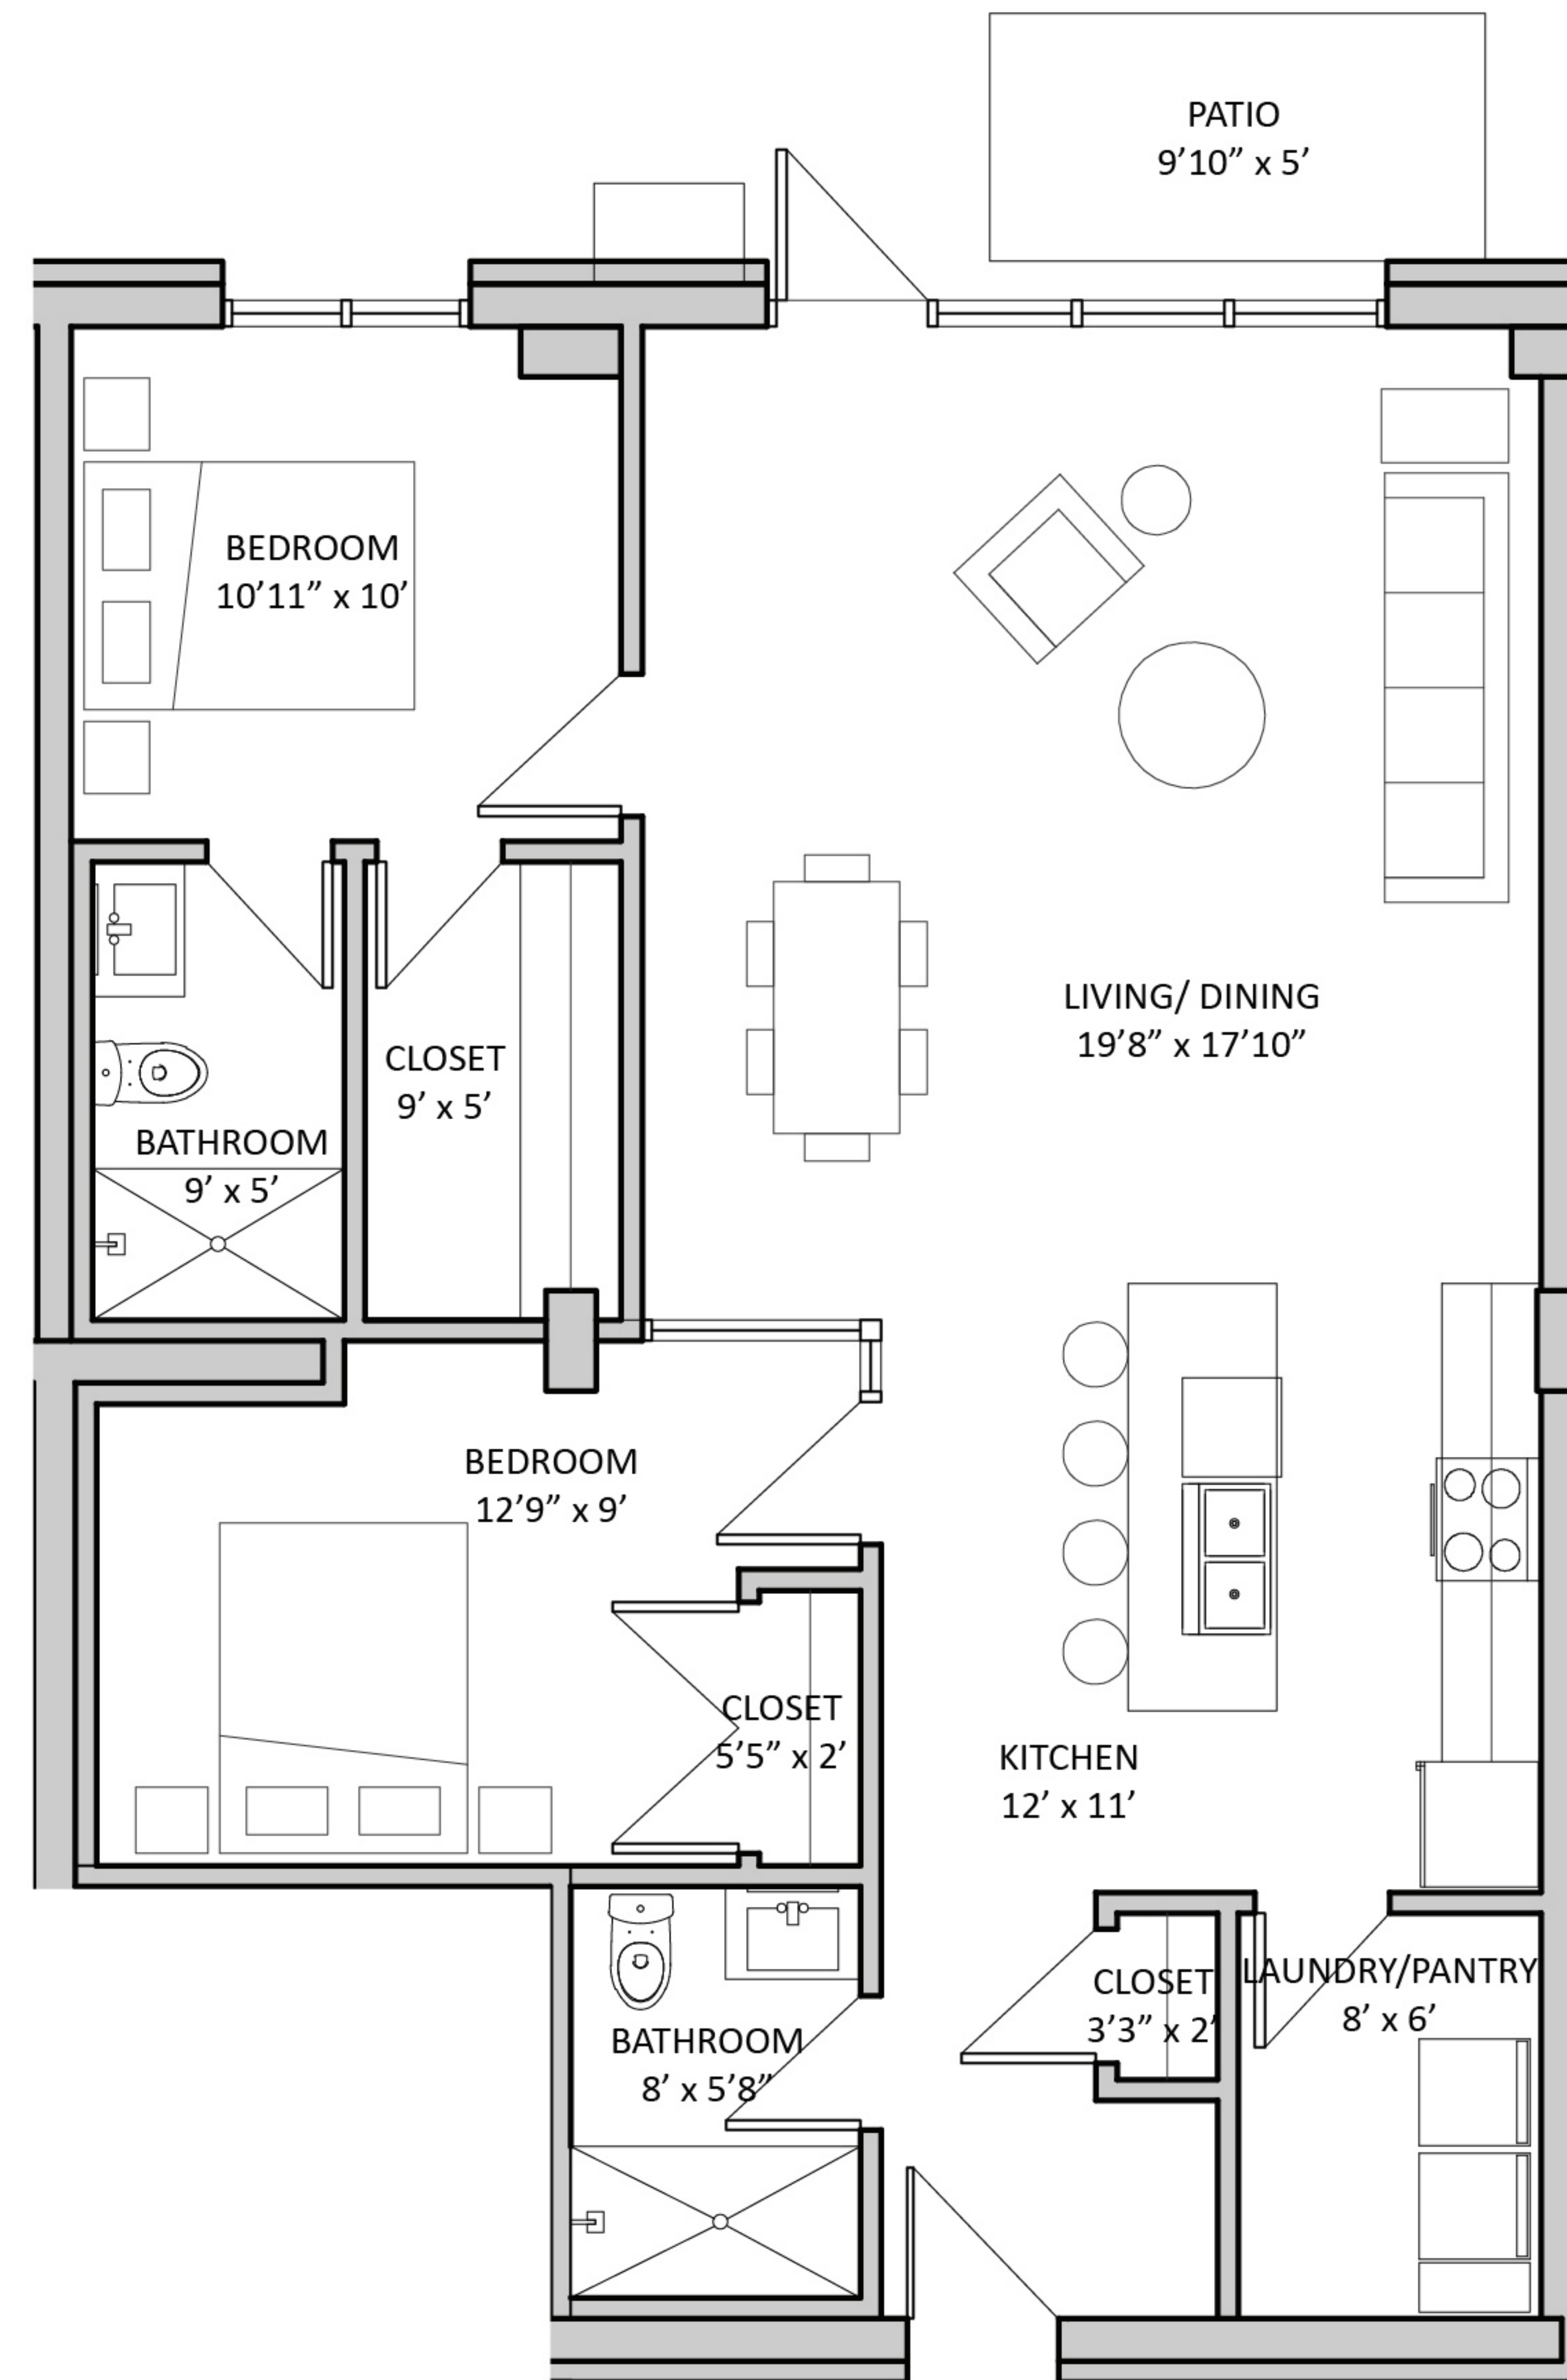 PATIO
9’10” x 5’
BEDROOM
10’11” x 10’
LIVING/ DINING
19’8” x 17’10”
CLOSET
9’ x 5’
BATHROOM
9’ x 5’
BEDROOM
12’9” x 9’
CLOSET
5’5” x 2’
KITCHEN
12’ x 11’
CLOSET
3’3” x 2’
LAUNDRY/PANTRY
8’ x 6’
BATHROOM
8’ x 5’8”